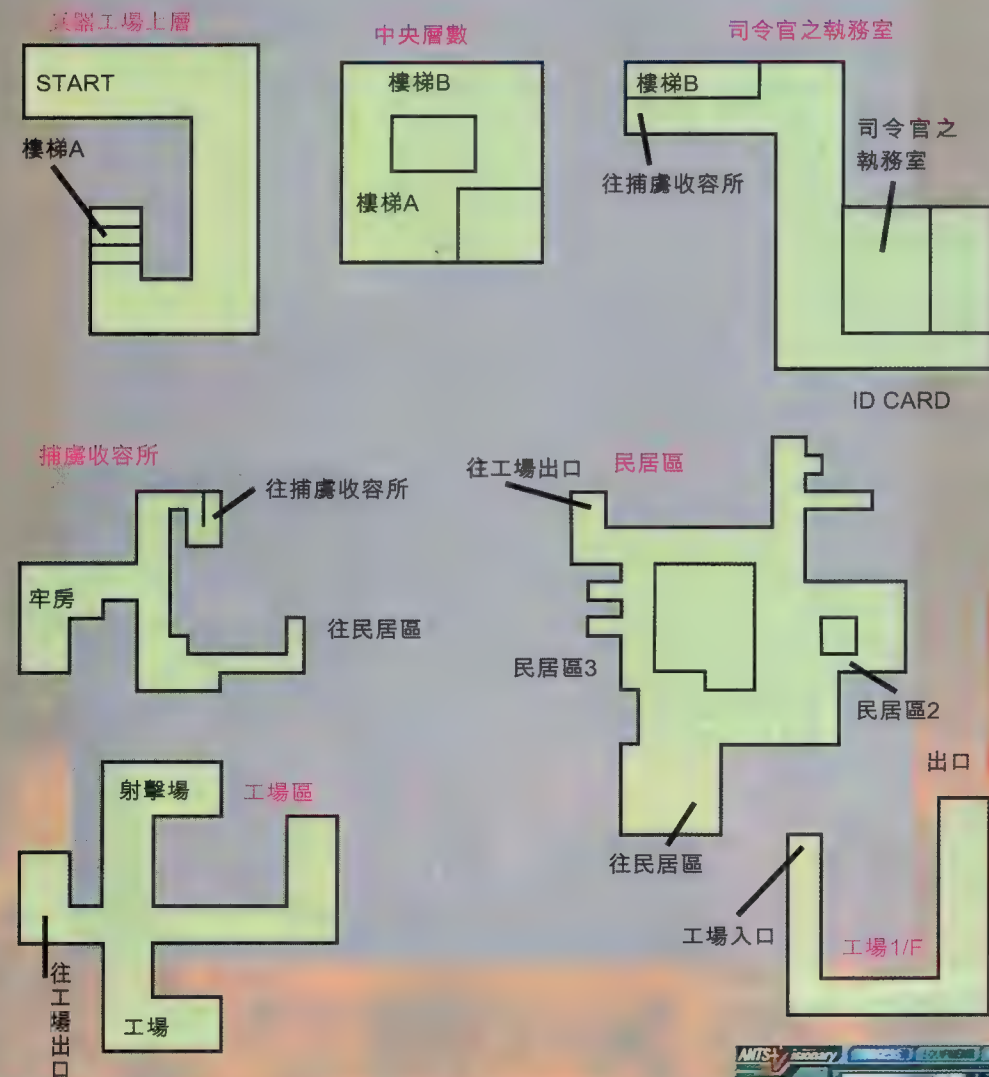 兵器工場上層
START
樓梯A
中央層數
樓梯B
樓梯A
司令官之執務室
樓梯B
往捕虜收容所
司令官之
執務室
ID CARD
捕虜收容所
往捕虜收容所
牢房
往民居區
往工場出口
民居區
民居區3
民居區2
往民居區
射擊場
工場區
往工場出口
工場
出口
工場入口
工場1/F